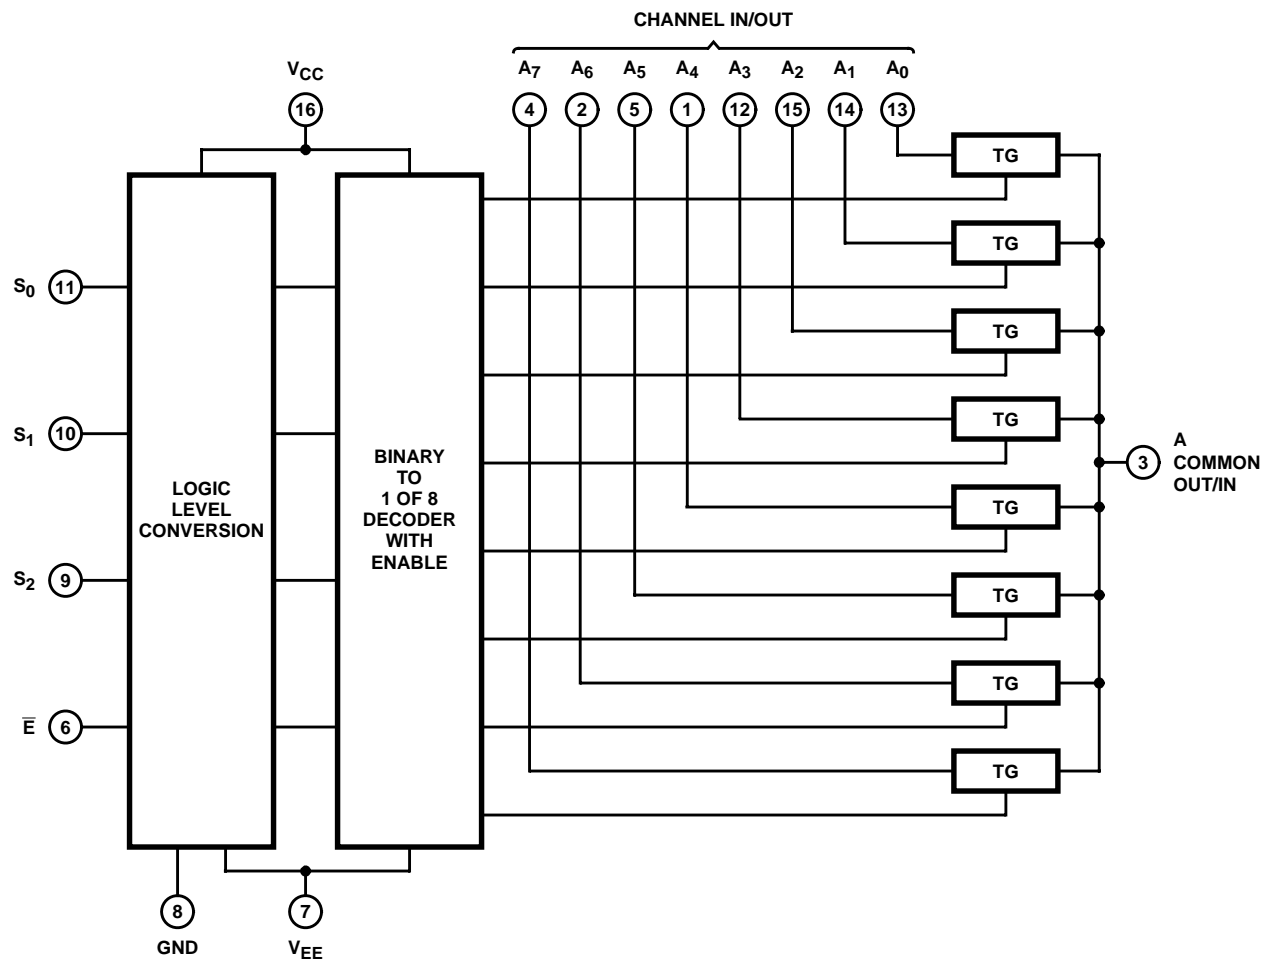 CHANNEL IN/OUT
VCC
A7 A6 A5 A4 A3 A2 A1 A0
16
4 2 5 1 12 15 14 13
TG
TG
S0 11
TG
TG
S1 10
BINARY
TO
1 OF 8
DECODER
WITH
ENABLE
LOGIC
LEVEL
CONVERSION
3
A
COMMON
OUT/IN
TG
S2 9
TG
TG
E̅ 6
TG
8
GND
7
VEE